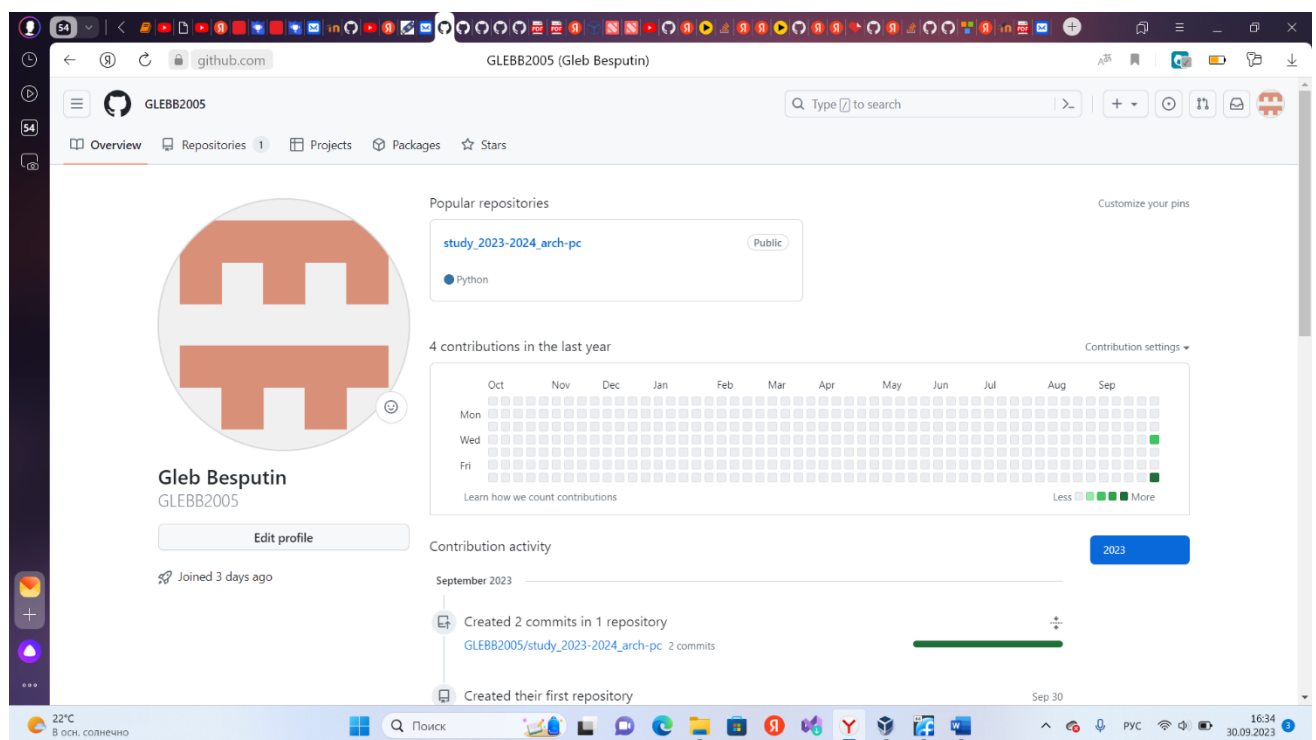 54
github.com
GLEBB2005 (Gleb Besputin)
GLEBB2005
Type / to search
54
Overview
Repositories 1
Projects
Packages
Stars
Popular repositories
Customize your pins
study_2023-2024_arch-pc
Public
Python
4 contributions in the last year
Contribution settings
Oct Nov Dec Jan Feb Mar Apr May Jun Jul Aug Sep
Mon
Wed
Fri
Learn how we count contributions
Less More
Gleb Besputin
GLEBB2005
Edit profile
Joined 3 days ago
Contribution activity
2023
September 2023
Created 2 commits in 1 repository
GLEBB2005/study_2023-2024_arch-pc 2 commits
Created their first repository
Sep 30
22°C
В осн. солнечно
Поиск
РУС
16:34
30.09.2023
3